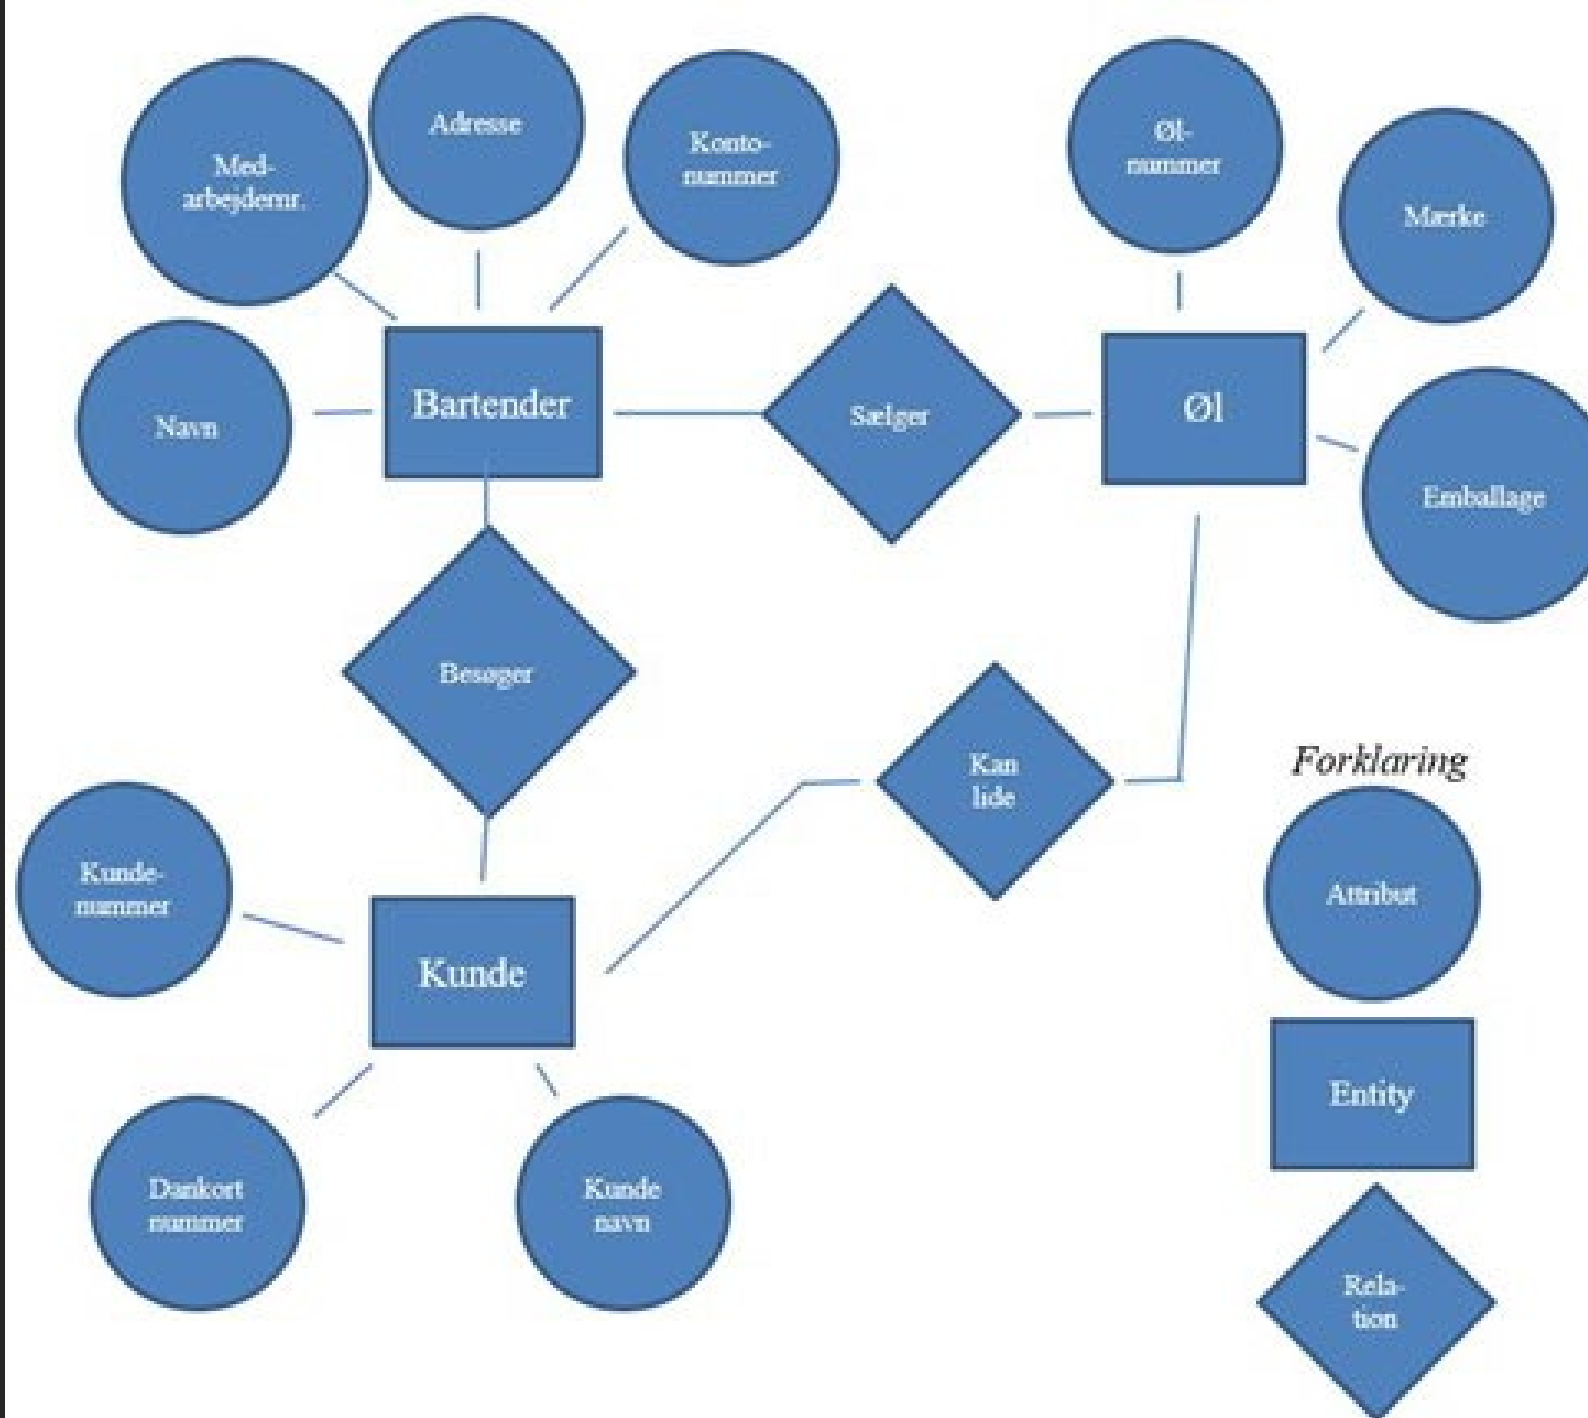 Adresse
Med-
arbejdernr.
Konto-
nummer
Øl-
nummer
Mærke
Navn
Bartender
Sælger
Øl
Emballage
Besøger
Kan
lide
Forklaring
Kunde-
nummer
Attribut
Kunde
Entity
Dankort
nummer
Kunde
navn
Rela-
tion